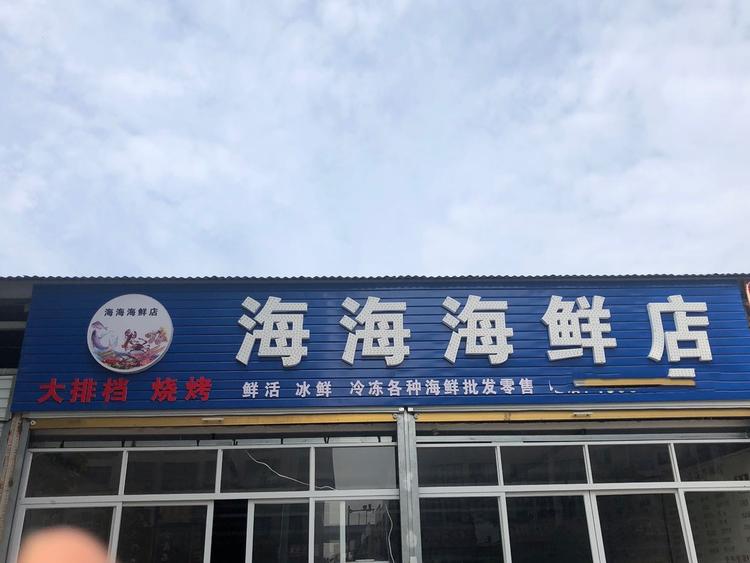 海海海鲜店
海海海鲜店
大排档 烧烤
鲜活 冰鲜 冷冻各种海鲜批发零售